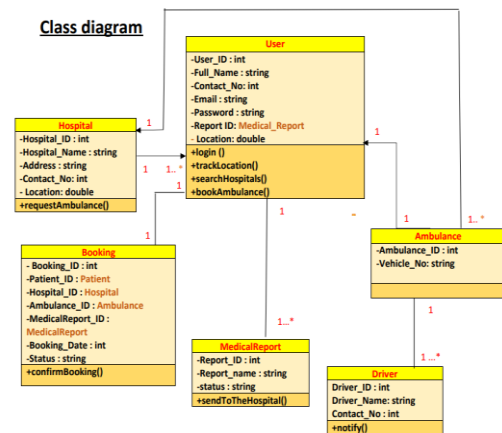 Class diagram
User
-User_ID : int
-Full_Name : string
-Contact_No: int
-Email : string
-Password : string
-Report ID: Medical_Report
- Location: double
+login ()
+trackLocation()
+searchHospitals()
+bookAmbulance()
Hospital
-Hospital_ID : int
-Hospital_Name : string
-Address : string
-Contact_No: int
- Location: double
+requestAmbulance()
1
1
1
1.. *
1
1
1
1...*
1
1.. *
1
1...*
Booking
- Booking_ID : int
-Patient_ID : Patient
-Hospital_ID : Hospital
-Ambulance_ID : Ambulance
-MedicalReport_ID :
MedicalReport
-Booking_Date : int
-Status : string
+confirmBooking()
MedicalReport
-Report_ID : int
-Report_name : string
-status : string
+sendToTheHospital()
Ambulance
-Ambulance_ID : int
-Vehicle_No: string
Driver
Driver_ID : int
Driver_Name: string
Contact_No : int
+notify()